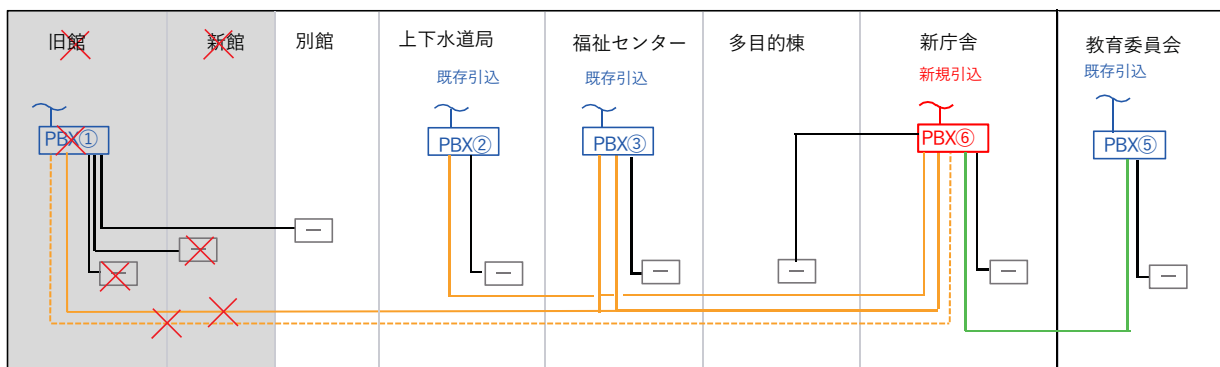 旧館
新館
別館
上下水道局
福祉センター
多目的棟
新庁舎
教育委員会
既存引込
既存引込
新規引込
既存引込
PBX①
PBX②
PBX③
PBX⑥
PBX⑤